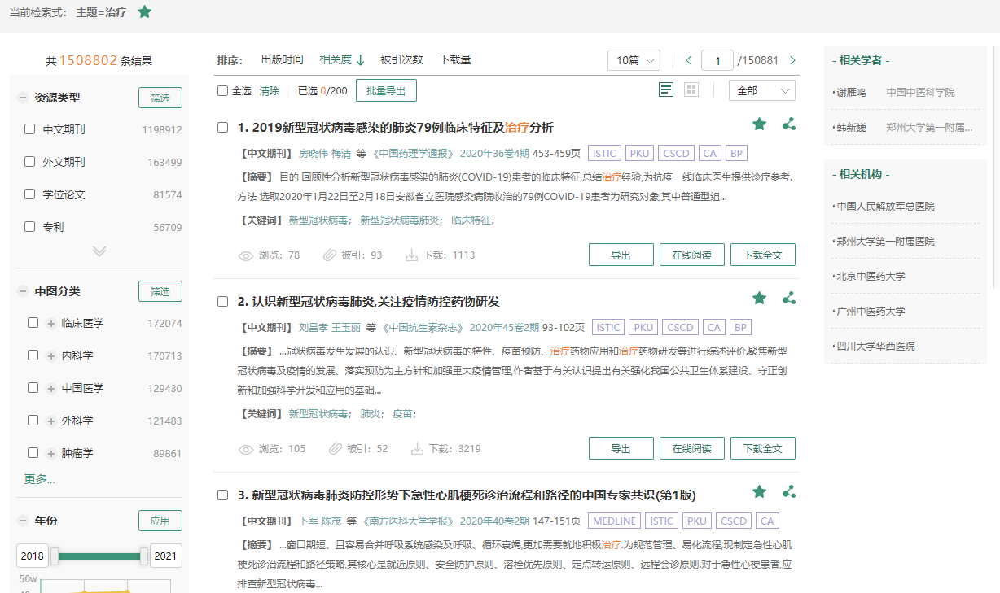 当前检索式: 主题=治疗
共 1508802 条结果
资源类型 筛选
中文期刊 1198912
外文期刊 163499
学位论文 81574
专利 56709
中图分类 筛选
临床医学 172074
内科学 170713
中国医学 129430
外科学 121483
肿瘤学 89861
更多...
年份 应用
2018 2021
50w
排序: 出版时间 相关度 被引次数 下载量 10篇 1 /150881
全选 清除 已选 0/200 批量导出 全部
1. 2019新型冠状病毒感染的肺炎79例临床特征及治疗分析
【中文期刊】 房晓伟 梅清 等 《中国药理学通报》 2020年36卷4期 453-459页 ISTIC PKU CSCD CA BP
【摘要】 目的 回顾性分析新型冠状病毒感染的肺炎(COVID-19)患者的临床特征,总结治疗经验,为抗疫一线临床医生提供诊疗参考.
方法 选取2020年1月22日至2月18日安徽省立医院感染病院收治的79例COVID-19患者为研究对象,其中普通型组...
【关键词】 新型冠状病毒; 新型冠状病毒肺炎; 临床特征;
浏览: 78 被引: 93 下载: 1113 导出 在线阅读 下载全文
2. 认识新型冠状病毒肺炎,关注疫情防控药物研发
【中文期刊】 刘昌孝 王玉丽 等 《中国抗生素杂志》 2020年45卷2期 93-102页 ISTIC PKU CSCD CA BP
【摘要】 ...冠状病毒发生发展的认识、新型冠状病毒的特性、疫苗预防、治疗药物应用和治疗药物研发等进行综述评价.聚焦新型
冠状病毒及疫情的发展、落实预防为主方针和加强重大疫情管理,作者基于有关认识提出有关强化我国公共卫生体系建设、守正创
新和加强科学开发和应用的基础...
【关键词】 新型冠状病毒; 肺炎; 疫苗;
浏览: 105 被引: 52 下载: 3219 导出 在线阅读 下载全文
3. 新型冠状病毒肺炎防控形势下急性心肌梗死诊治流程和路径的中国专家共识(第1版)
【中文期刊】 卜军 陈茂 等 《南方医科大学学报》 2020年40卷2期 147-151页 MEDLINE ISTIC PKU CSCD CA
【摘要】 ...窗口期短、且容易合并呼吸系统感染及呼吸、循环衰竭,更加需要就地积极治疗.为规范管理、易化流程,现制定急性心肌
梗死诊治流程和路径策略,其核心是就近原则、安全防护原则、溶栓优先原则、定点转运原则、远程会诊原则.对于急性心梗患者,应
排查新型冠状病毒...
- 相关学者 -
·谢雁鸣 中国中医科学院
·韩新巍 郑州大学第一附属...
- 相关机构 -
·中国人民解放军总医院
·郑州大学第一附属医院
·北京中医药大学
·广州中医药大学
·四川大学华西医院